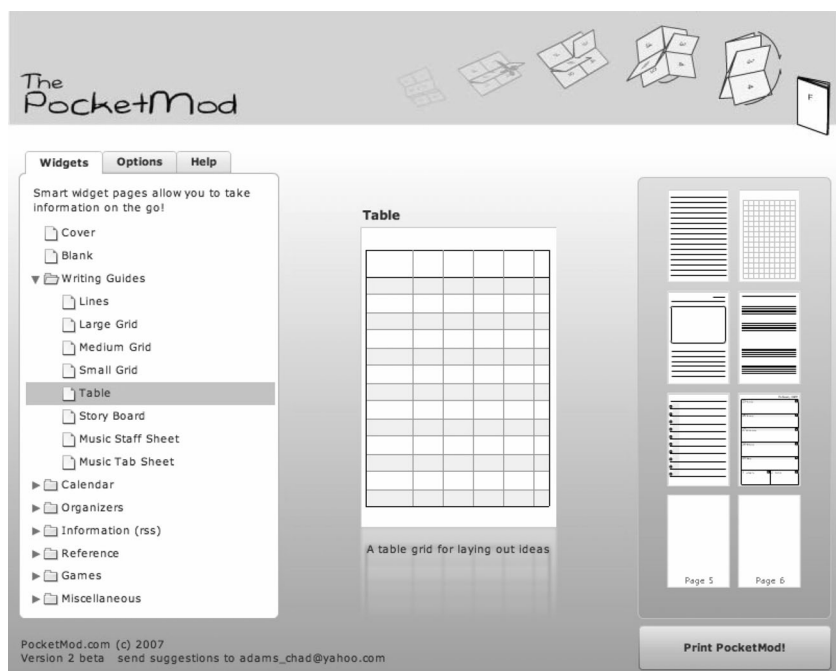 The
PocketMod
F
Widgets
Options
Help
Smart widget pages allow you to take
information on the go!
Cover
Blank
Writing Guides
Lines
Large Grid
Medium Grid
Small Grid
Table
Story Board
Music Staff Sheet
Music Tab Sheet
Calendar
Organizers
Information (rss)
Reference
Games
Miscellaneous
Table
A table grid for laying out ideas
Page 5
Page 6
Print PocketMod!
PocketMod.com (c) 2007
Version 2 beta send suggestions to adams_chad@yahoo.com